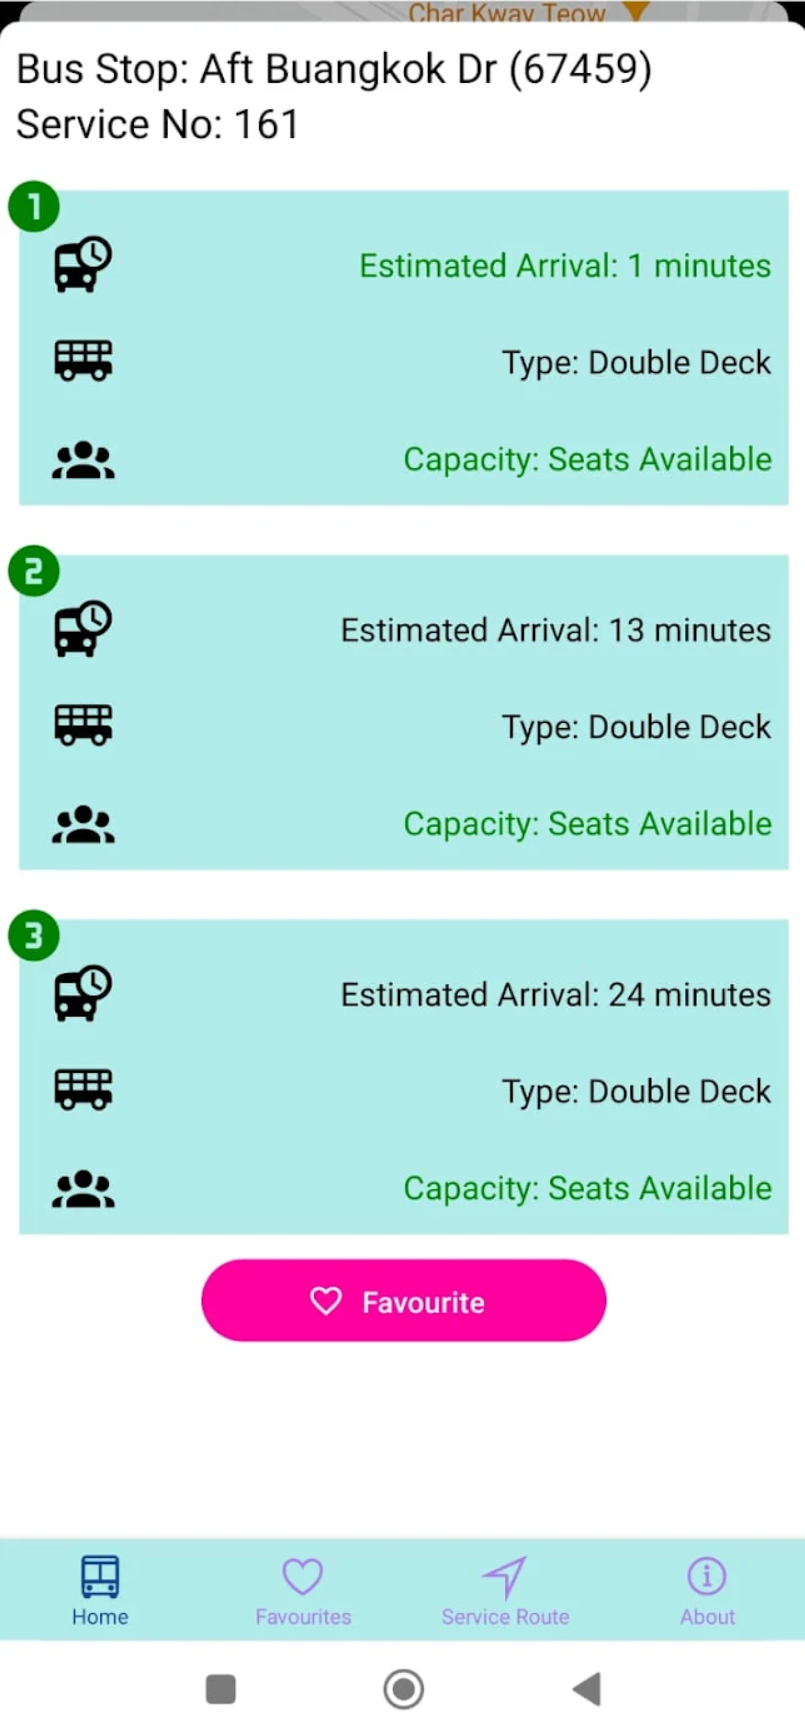 Char Kway Teow
Bus Stop: Aft Buangkok Dr (67459)
Service No: 161
1
Estimated Arrival: 1 minutes
Type: Double Deck
Capacity: Seats Available
2
Estimated Arrival: 13 minutes
Type: Double Deck
Capacity: Seats Available
3
Estimated Arrival: 24 minutes
Type: Double Deck
Capacity: Seats Available
Favourite
Home
Favourites
Service Route
About